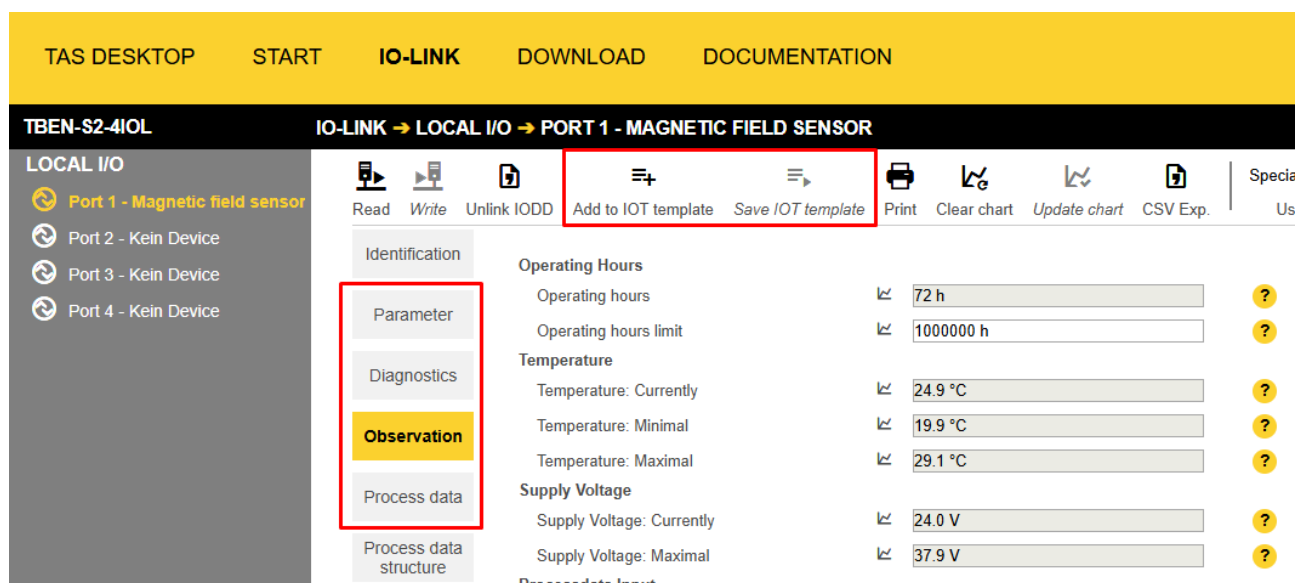 TAS DESKTOP START IO-LINK DOWNLOAD DOCUMENTATION
TBEN-S2-4IOL IO-LINK ➔ LOCAL I/O ➔ PORT 1 - MAGNETIC FIELD SENSOR
LOCAL I/O
Port 1 - Magnetic field sensor
Port 2 - Kein Device
Port 3 - Kein Device
Port 4 - Kein Device
Read Write Unlink IODD Add to IOT template Save IOT template Print Clear chart Update chart CSV Exp.
Identification
Parameter
Diagnostics
Observation
Process data
Process data
structure
Operating Hours
Operating hours 72 h ?
Operating hours limit 1000000 h ?
Temperature
Temperature: Currently 24.9 °C ?
Temperature: Minimal 19.9 °C ?
Temperature: Maximal 29.1 °C ?
Supply Voltage
Supply Voltage: Currently 24.0 V ?
Supply Voltage: Maximal 37.9 V ?